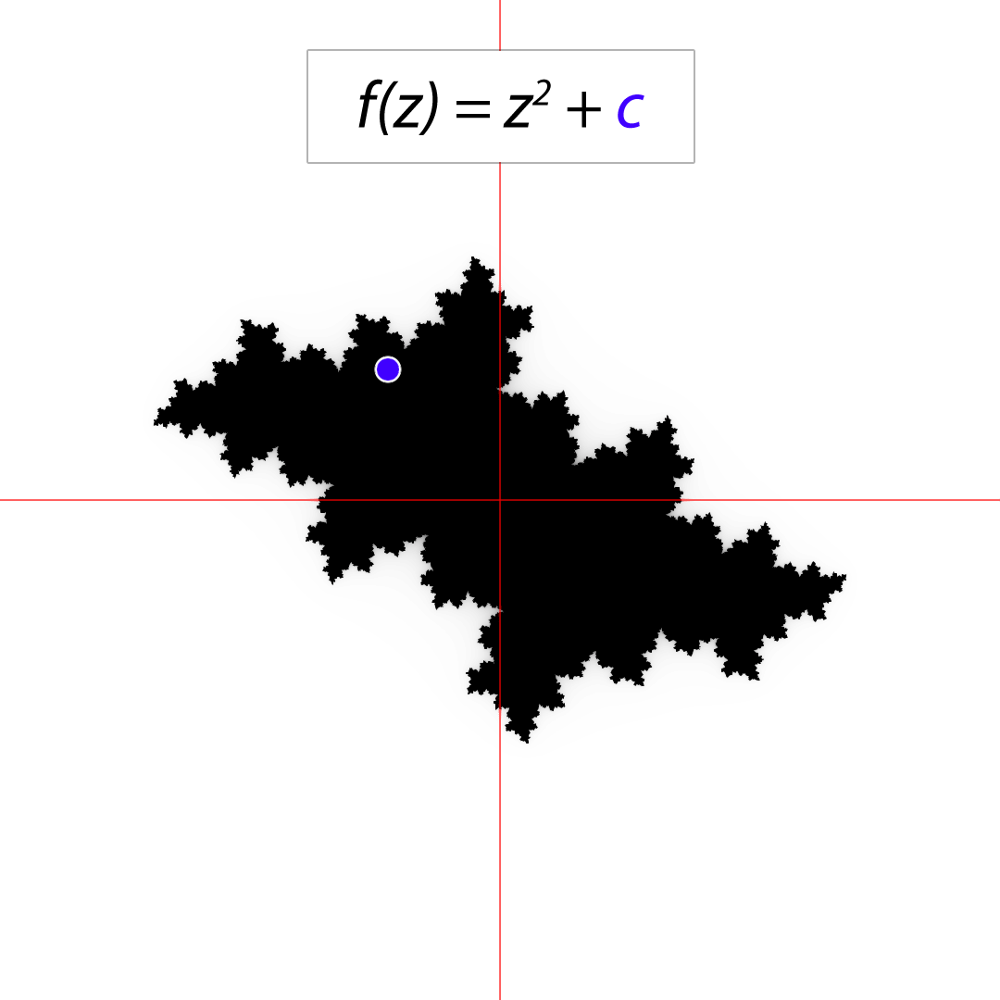 f(z) = z² + c